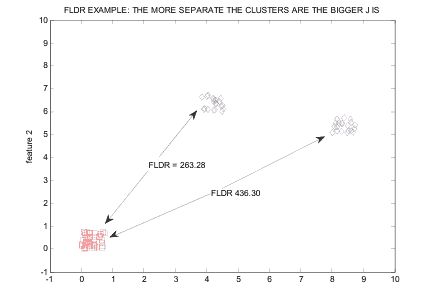 FLDR EXAMPLE: THE MORE SEPARATE THE CLUSTERS ARE THE BIGGER J IS
10
9
8
7
6
5
4
3
2
1
0
-1
feature 2
FLDR = 263.28
FLDR 436.30
-1 0 1 2 3 4 5 6 7 8 9 10